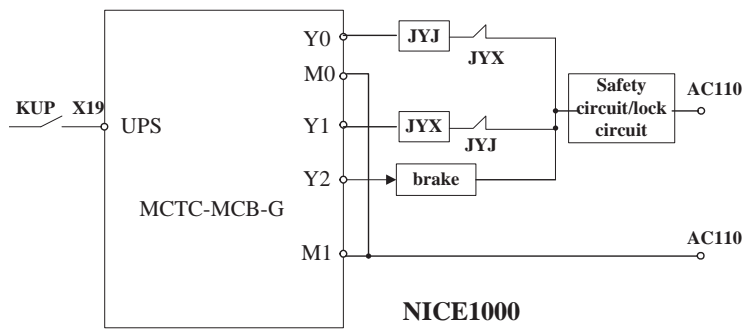 Y0
JYJ
JYX
M0
Safety
circuit/lock
circuit
AC110
KUP
X19
UPS
Y1
JYX
JYJ
Y2
brake
MCTC-MCB-G
M1
AC110
NICE1000